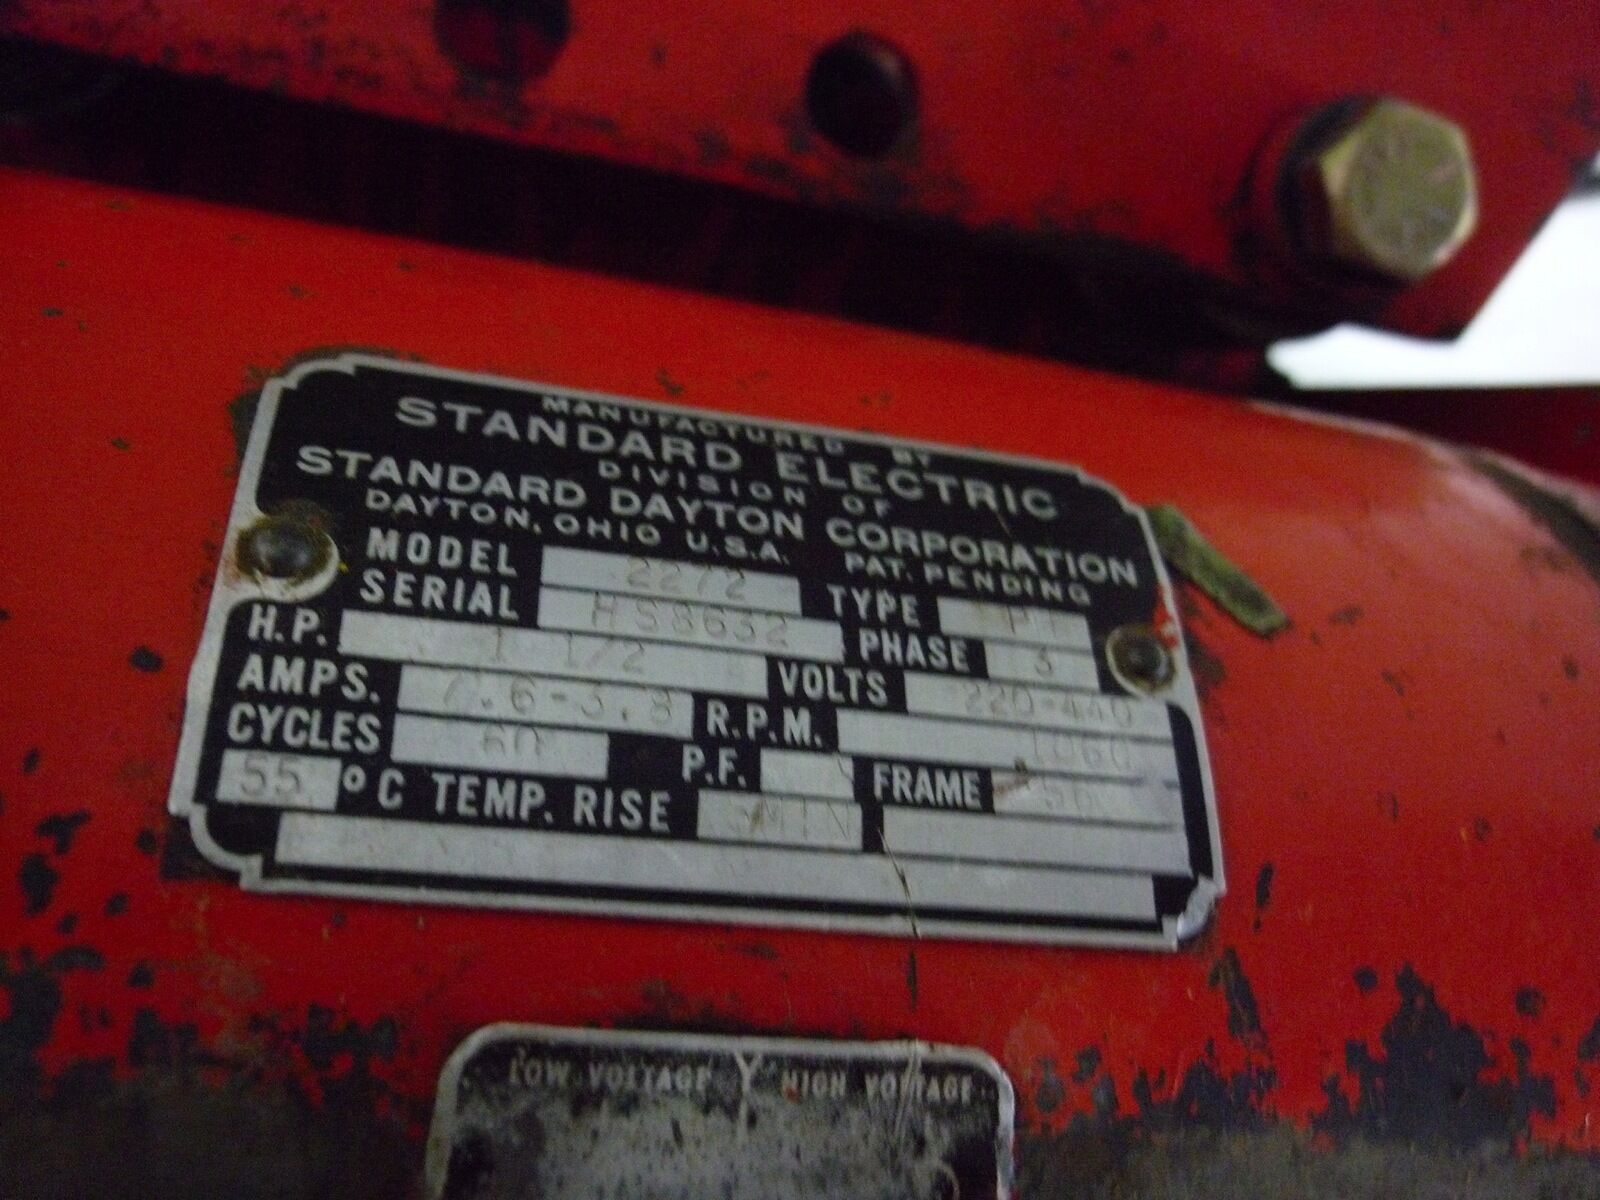 MANUFACTURED BY
STANDARD ELECTRIC
DIVISION OF
STANDARD DAYTON CORPORATION
DAYTON, OHIO U.S.A. PAT. PENDING
MODEL 2272 TYPE
SERIAL HS8632 PHASE 3
H.P. 1 1/2 VOLTS 220-440
AMPS. 7.6-3.8 R.P.M.
CYCLES 60 P.F. FRAME
55 °C TEMP. RISE MIN
LOW VOLTAGE Y HIGH VOLTAGE